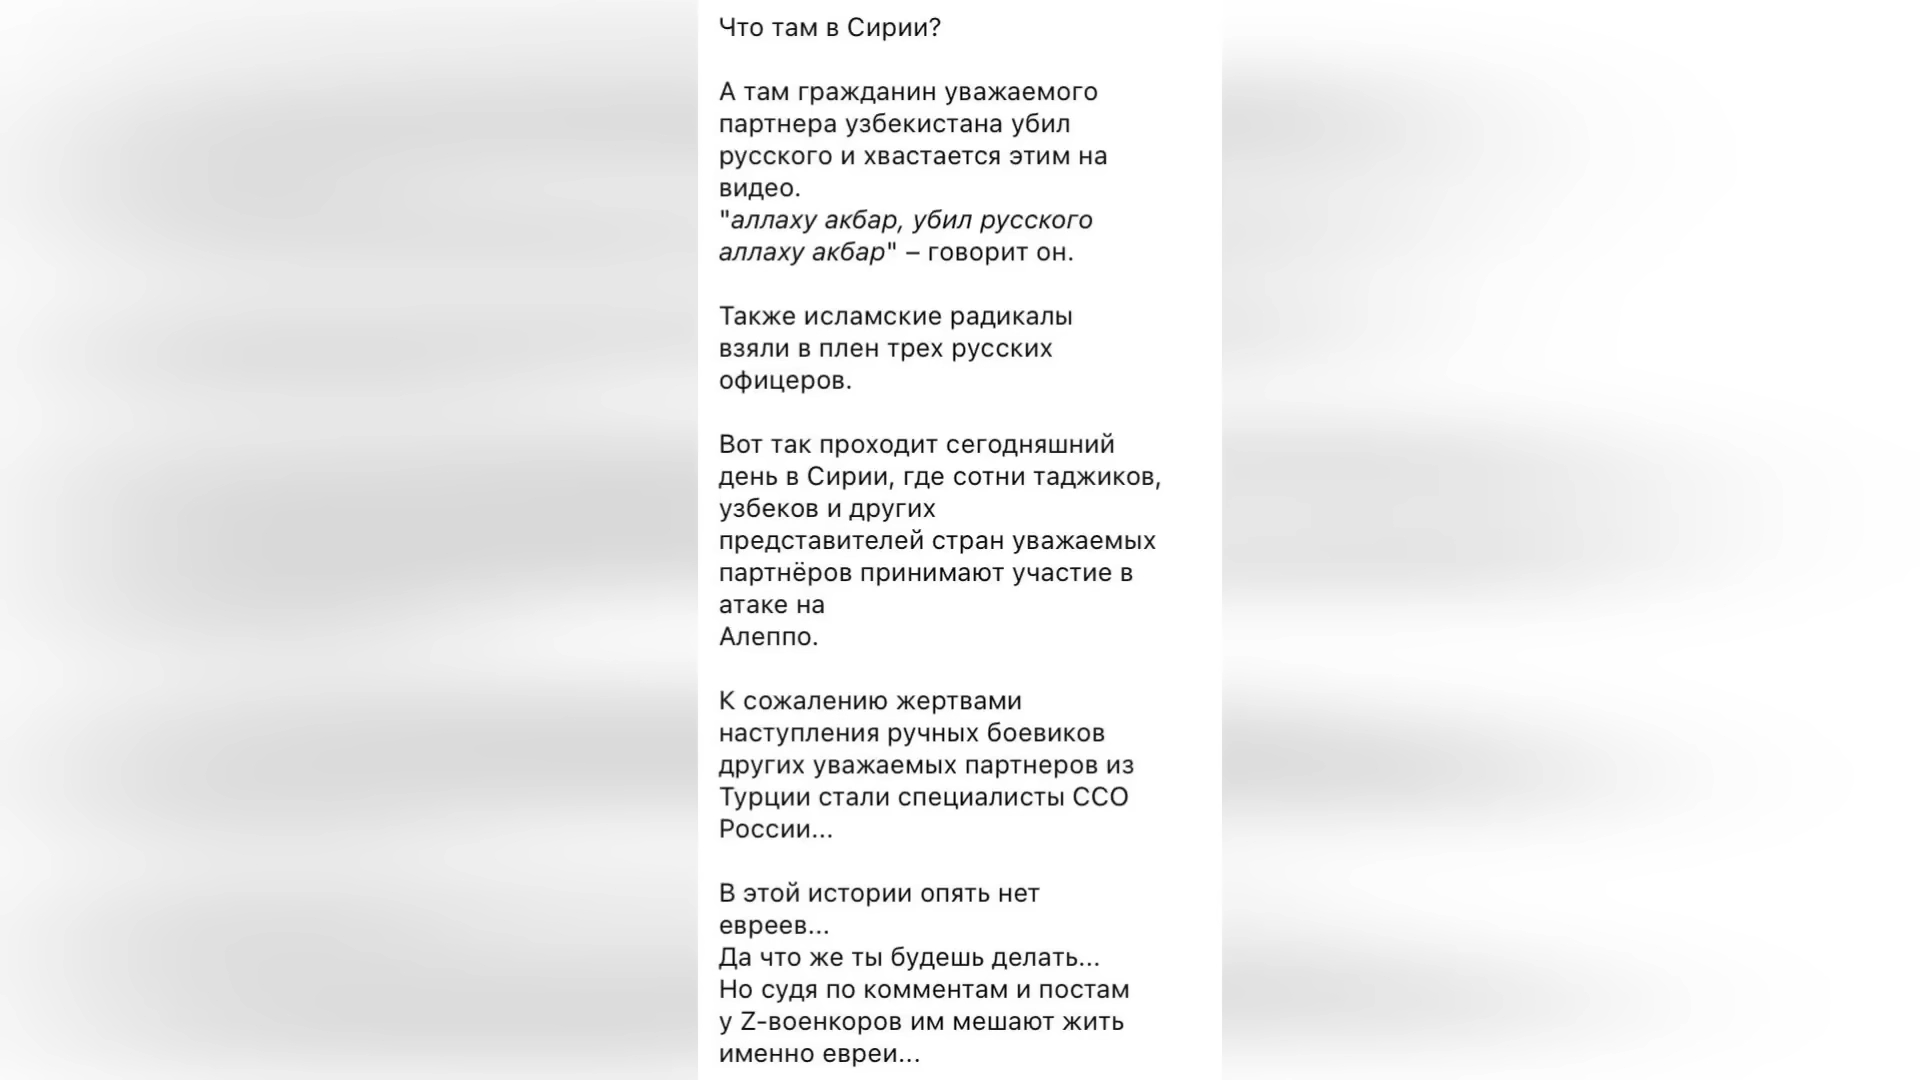 Что там в Сирии?
А там гражданин уважаемого
партнера узбекистана убил
русского и хвастается этим на
видео.
"аллаху акбар, убил русского
аллаху акбар" – говорит он.
Также исламские радикалы
взяли в плен трех русских
офицеров.
Вот так проходит сегодняшний
день в Сирии, где сотни таджиков,
узбеков и других
представителей стран уважаемых
партнёров принимают участие в
атаке на
Алеппо.
К сожалению жертвами
наступления ручных боевиков
других уважаемых партнеров из
Турции стали специалисты ССО
России...
В этой истории опять нет
евреев...
Да что же ты будешь делать...
Но судя по комментам и постам
у Z-военкоров им мешают жить
именно евреи...